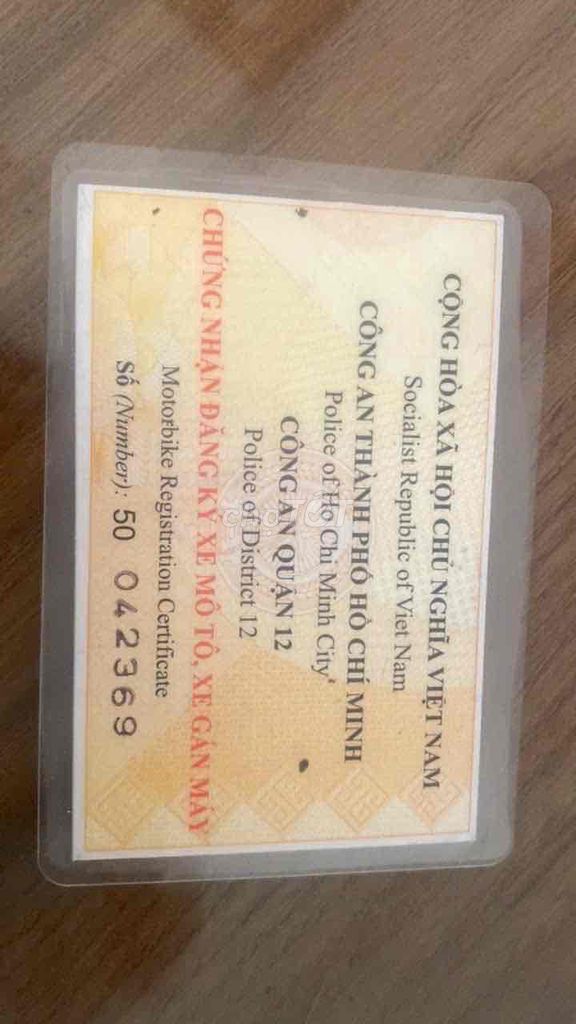 CỘNG HÒA XÃ HỘI CHỦ NGHĨA VIỆT NAM
Socialist Republic of Viet Nam
CÔNG AN THÀNH PHỐ HỒ CHÍ MINH
Police of Ho Chi Minh City
CÔNG AN QUẬN 12
Police of District 12
CHỨNG NHẬN ĐĂNG KÝ XE MÔ TÔ, XE GẮN MÁY
Motorbike Registration Certificate
Số (Number): 50 042369